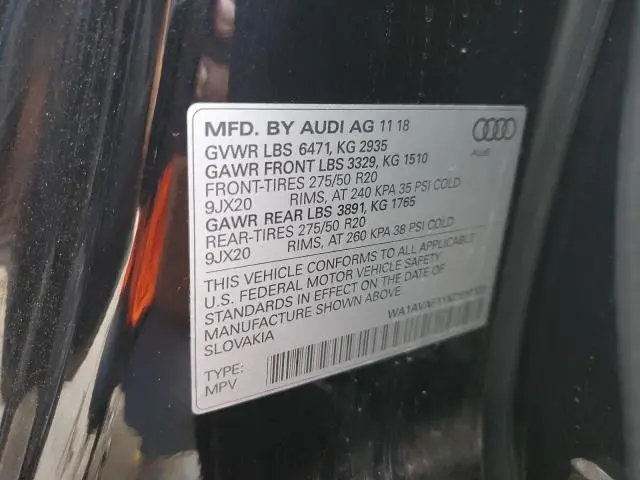 MFD. BY AUDI AG 11 18
GVWR LBS 6471, KG 2935
GAWR FRONT LBS 3329, KG 1510
FRONT-TIRES 275/50 R20
9JX20 RIMS, AT 240 KPA 35 PSI COLD
GAWR REAR LBS 3891, KG 1765
REAR-TIRES 275/50 R20
9JX20 RIMS, AT 260 KPA 38 PSI COLD
THIS VEHICLE CONFORMS TO ALL APPLICABLE
U.S. FEDERAL MOTOR VEHICLE SAFETY
STANDARDS IN EFFECT ON THE DATE OF
MANUFACTURE SHOWN ABOVE.
SLOVAKIA
TYPE:
MPV
Audi